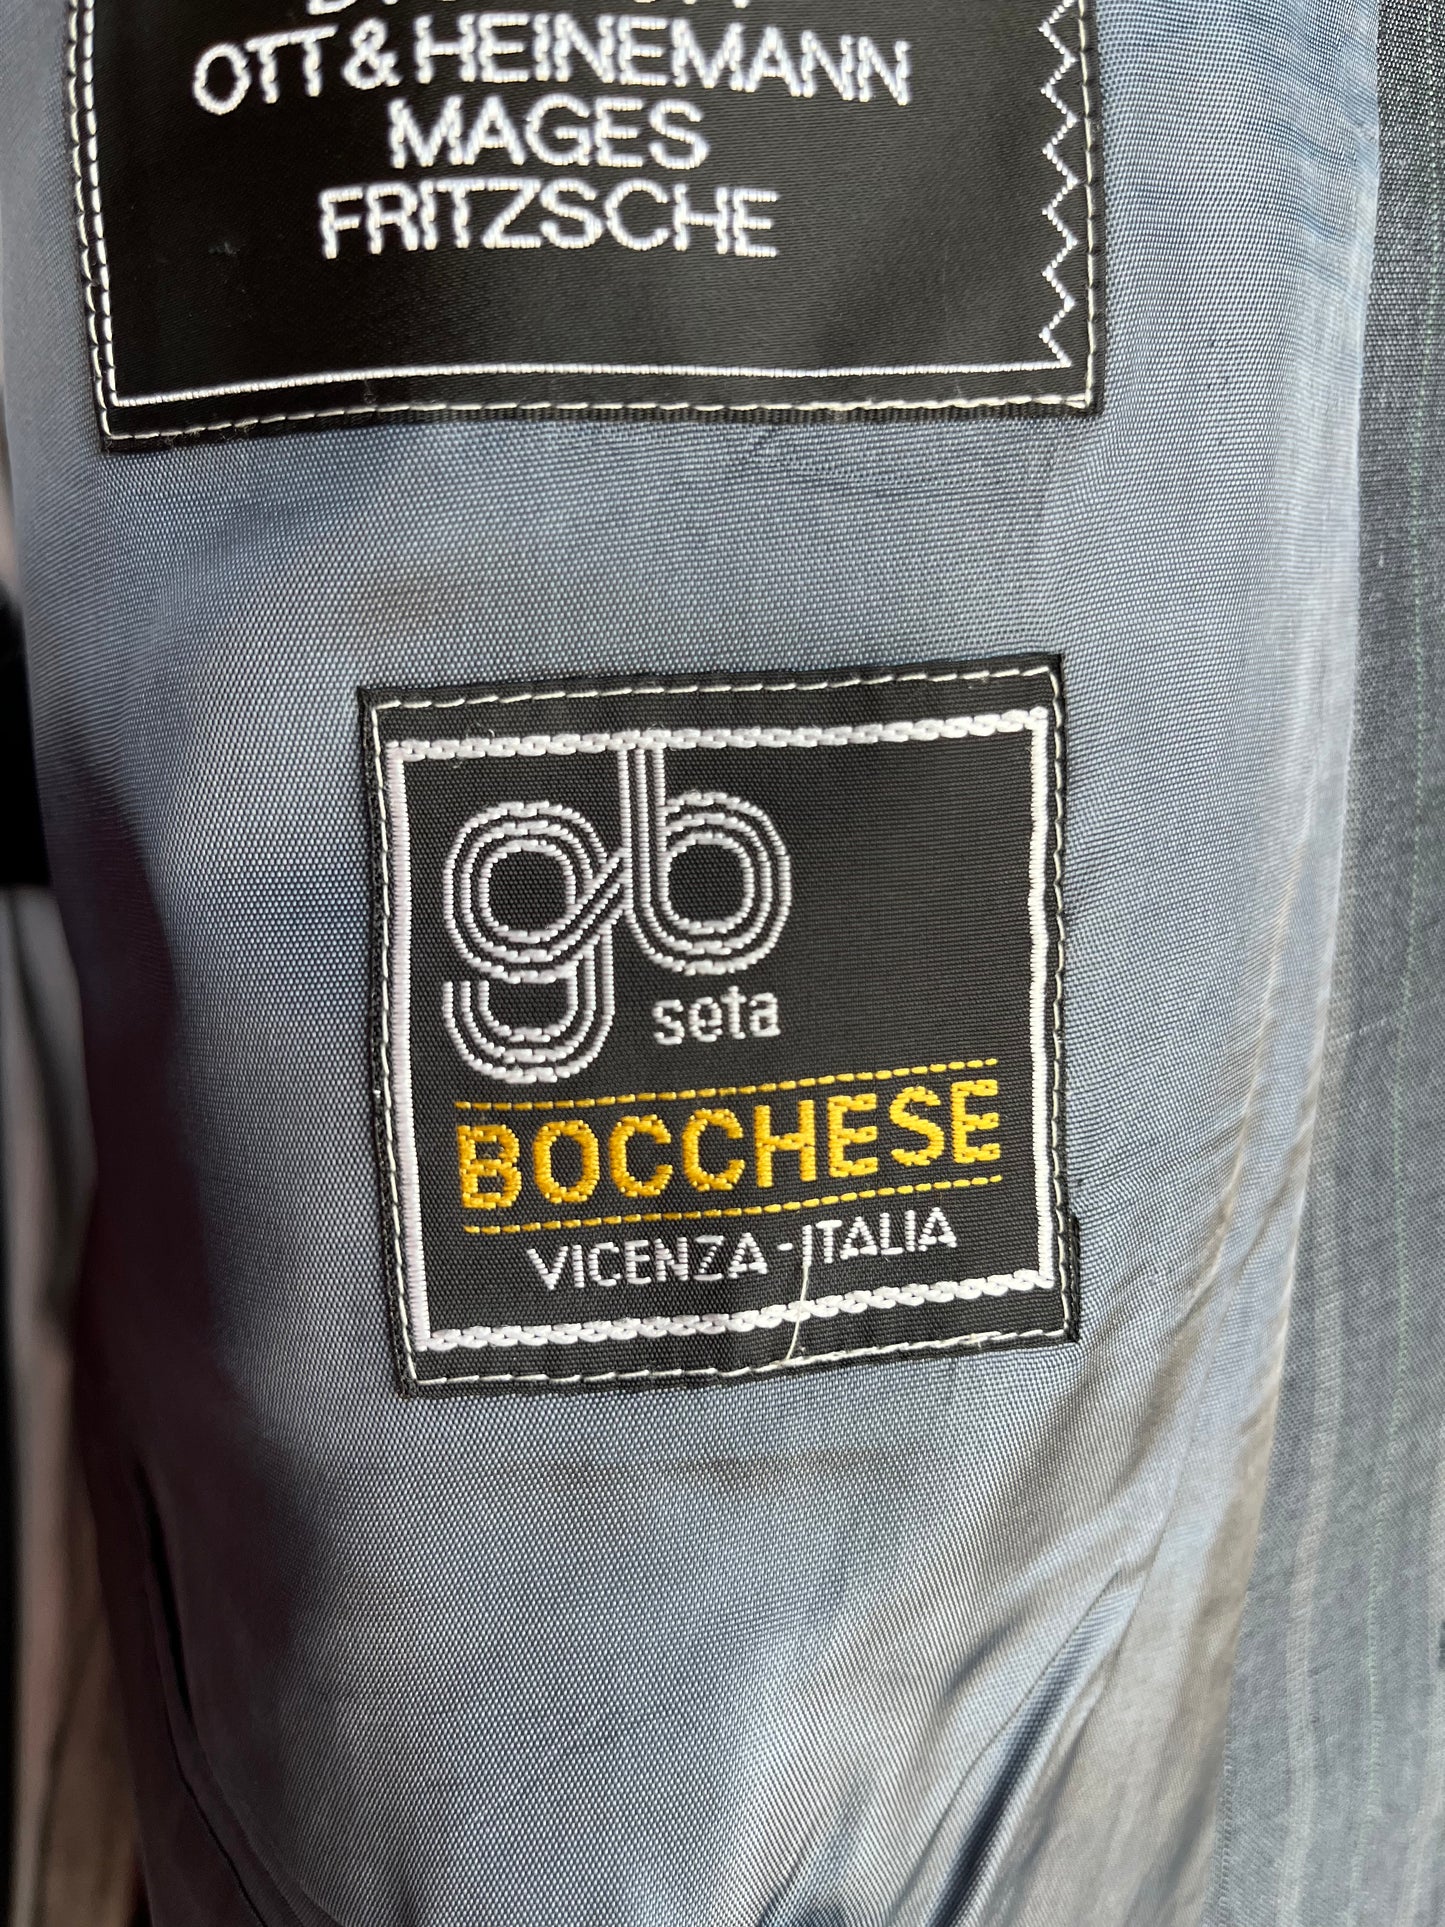 OTT & HEINEMANN
MAGES
FRITZSCHE
gb
seta
BOCCHESE
VICENZA - ITALIA